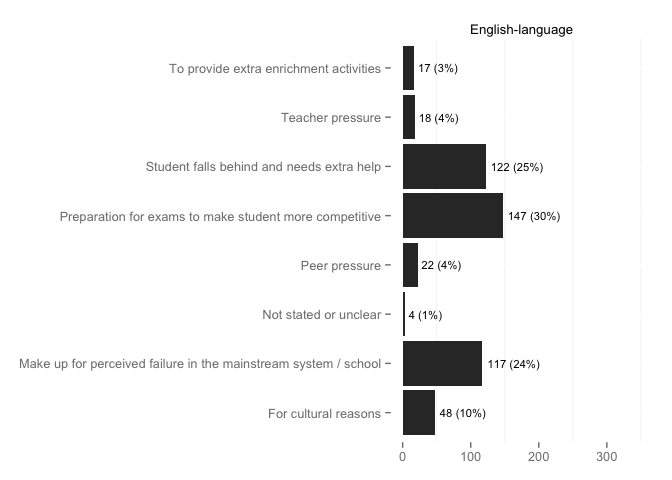 English-language
To provide extra enrichment activities
17 (3%)
Teacher pressure
18 (4%)
Student falls behind and needs extra help
122 (25%)
Preparation for exams to make student more competitive
147 (30%)
Peer pressure
22 (4%)
Not stated or unclear
4 (1%)
Make up for perceived failure in the mainstream system / school
117 (24%)
For cultural reasons
48 (10%)
0 100 200 300